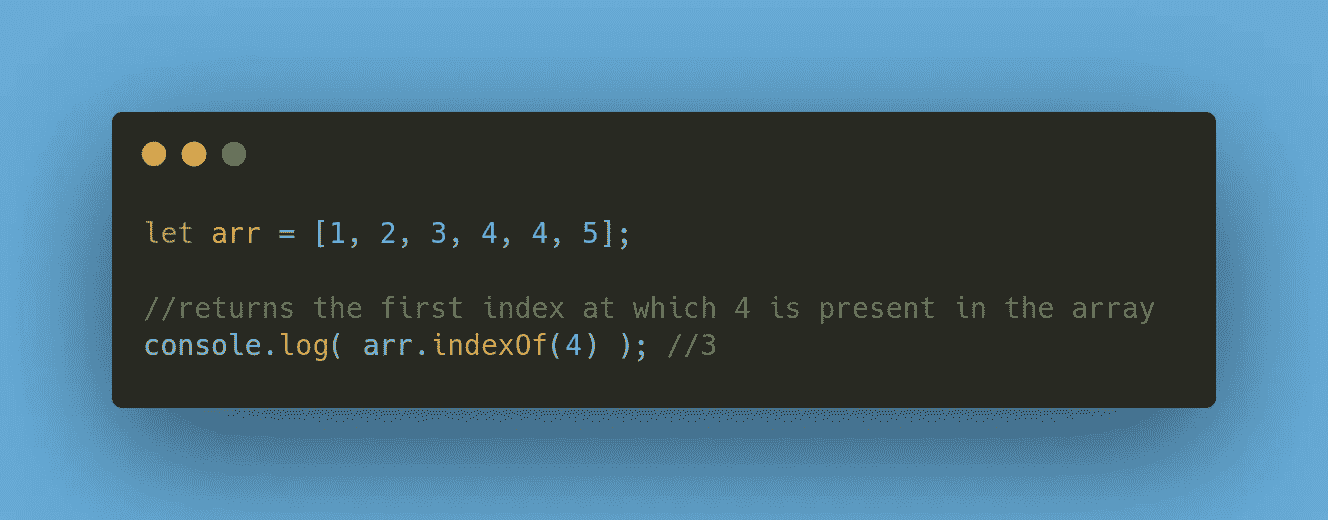 let arr = [1, 2, 3, 4, 4, 5];
//returns the first index at which 4 is present in the array
console.log( arr.indexOf(4) ); //3